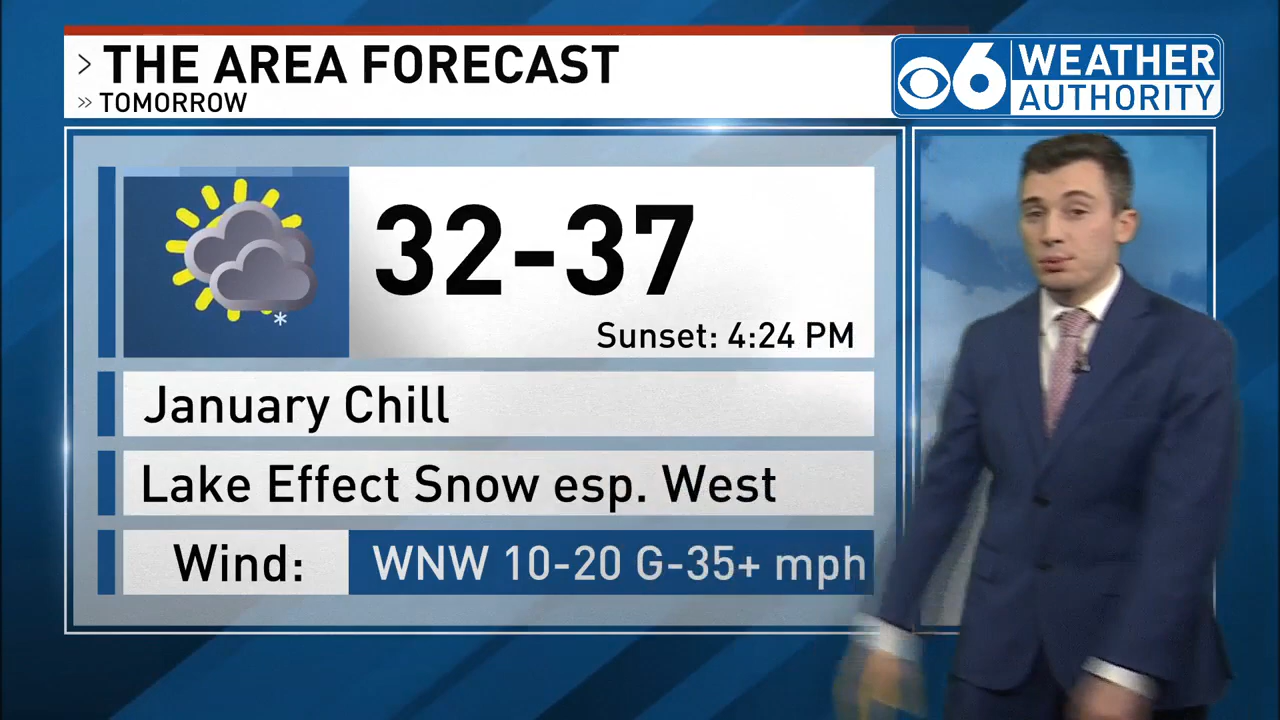 > THE AREA FORECAST
» TOMORROW
6 WEATHER
AUTHORITY
32-37
Sunset: 4:24 PM
January Chill
Lake Effect Snow esp. West
Wind: WNW 10-20 G-35+ mph